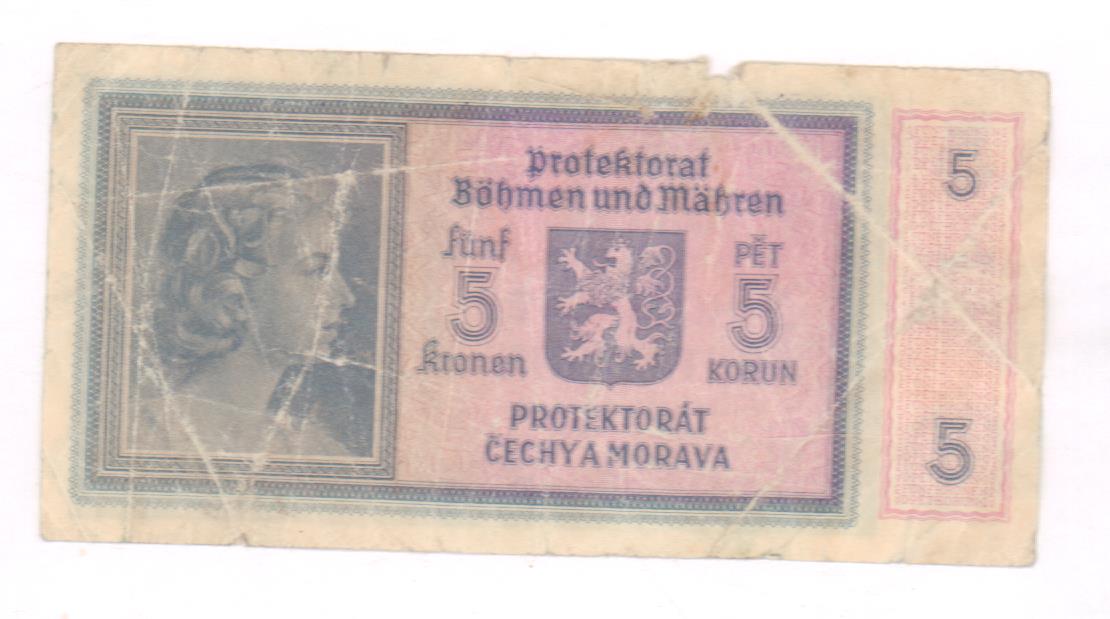 Protektorat
Böhmen und Mähren
fünf
5
Kronen
PĚT
5
KORUN
PROTEKTORÁT
ČECHY A MORAVA
5
5